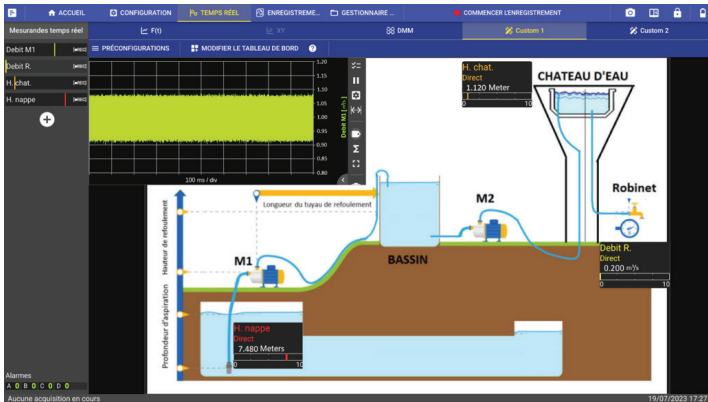 ACCUEIL
CONFIGURATION
TEMPS RÉEL
ENREGISTREME...
GESTIONNAIRE ...
COMMENCER L'ENREGISTREMENT
Mesurandes temps réel
F(t)
XY
DMM
Custom 1
Custom 2
PRÉCONFIGURATIONS
MODIFIER LE TABLEAU DE BORD
Debit M1
Debit R.
H. chat.
H. nappe
1.20
1.15
1.10
1.05
1.00
0.95
0.90
0.85
0.80
Debit M1 [m³/s]
100 ms / div
H. chat.
Direct
1.120 Meter
0 10
CHATEAU D'EAU
Robinet
Longueur du tuyau de refoulement
M2
M1
BASSIN
Hauteur de refoulement
Profondeur d'aspiration
Debit R.
Direct
0.200 m³/s
0 10
H. nappe
Direct
7.480 Meters
0 10
Alarmes
A 0 B 0 C 0 D 0
Aucune acquisition en cours
19/07/2023 17:27